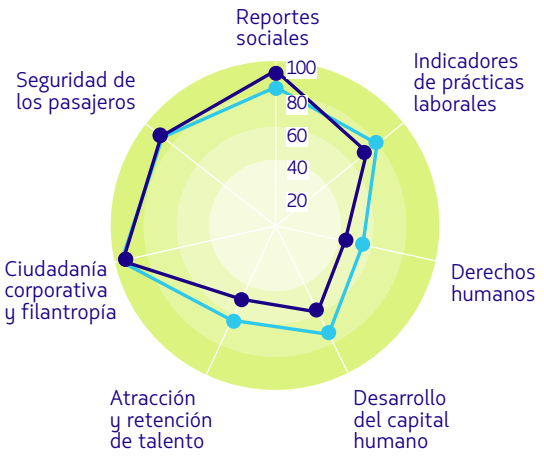 Reportes
sociales
Indicadores
de prácticas
laborales
Derechos
humanos
Desarrollo
del capital
humano
Atracción
y retención
de talento
Ciudadanía
corporativa
y filantropía
Seguridad de
los pasajeros
100
80
60
40
20